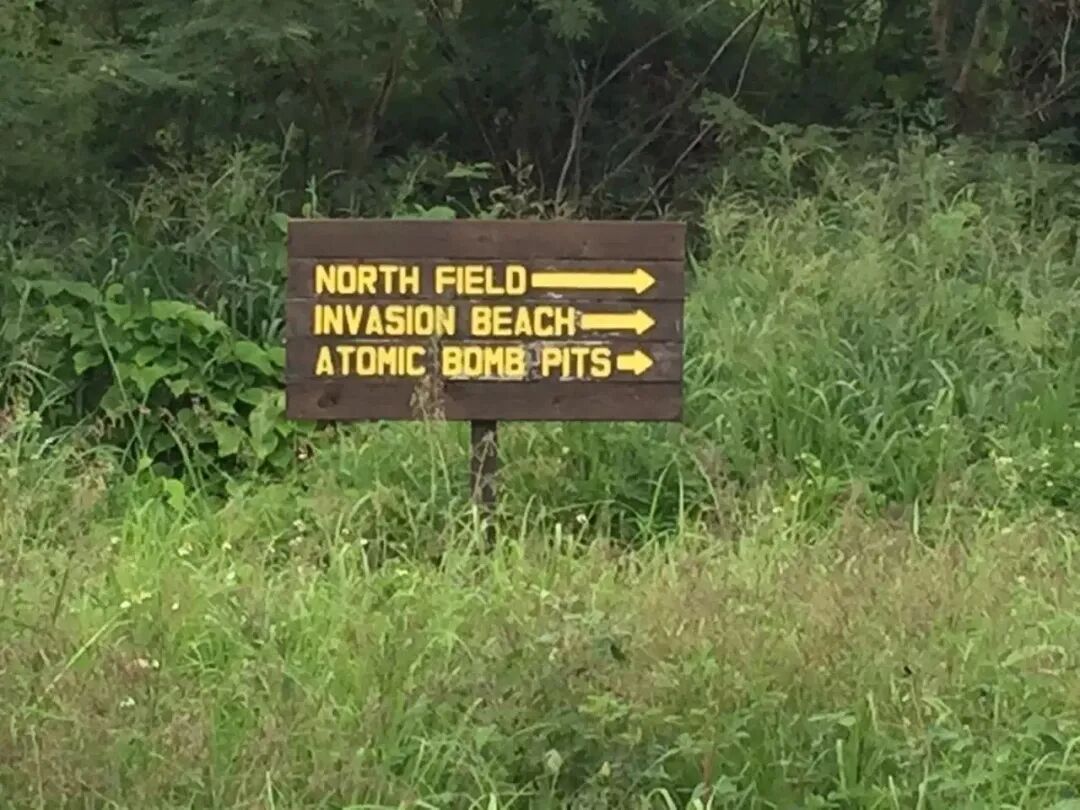 NORTH FIELD
INVASION BEACH
ATOMIC BOMB PITS